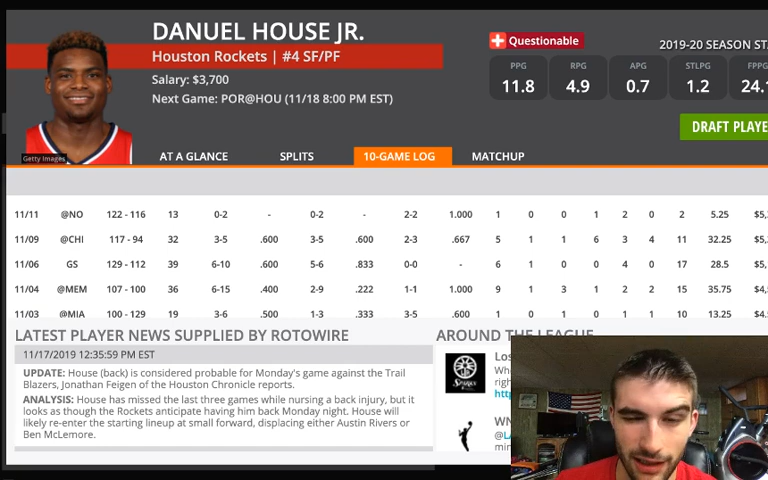 DANUEL HOUSE JR.
Houston Rockets | #4 SF/PF
Salary: $3,700
Next Game: POR@HOU (11/18 8:00 PM EST)
Questionable
2019-20 SEASON
PPG RPG APG STLPG FPPG
11.8 4.9 0.7 1.2 24.
DRAFT PLAYE
Getty Images
AT A GLANCE SPLITS 10-GAME LOG MATCHUP
11/11 @NO 122 - 116 13 0-2 - 0-2 - 2-2 1.000 1 0 0 1 2 0 2 5.25 $5,
11/09 @CHI 117 - 94 32 3-5 .600 3-5 .600 2-3 .667 5 1 1 6 3 4 11 32.25 $5,
11/06 GS 129 - 112 39 6-10 .600 5-6 .833 0-0 - 6 1 0 0 4 0 17 28.5 $5,
11/04 @MEM 107 - 100 36 6-15 .400 2-9 .222 1-1 1.000 9 1 3 1 2 2 15 35.75 $4,
11/03 @MIA 100 - 129 19 3-6 .500 1-3 .333 3-5 .600 1 0 1 0 1 1 10 13.25 $4,
LATEST PLAYER NEWS SUPPLIED BY ROTOWIRE
11/17/2019 12:35:59 PM EST
UPDATE: House (back) is considered probable for Monday's game against the Trail
Blazers, Jonathan Feigen of the Houston Chronicle reports.
ANALYSIS: House has missed the last three games while nursing a back injury, but it
looks as though the Rockets anticipate having him back Monday night. House will
likely re-enter the starting lineup at small forward, displacing either Austin Rivers or
Ben McLemore.
AROUND THE LEAGUE
Los
Whe
righ
http
WN
@LA
min